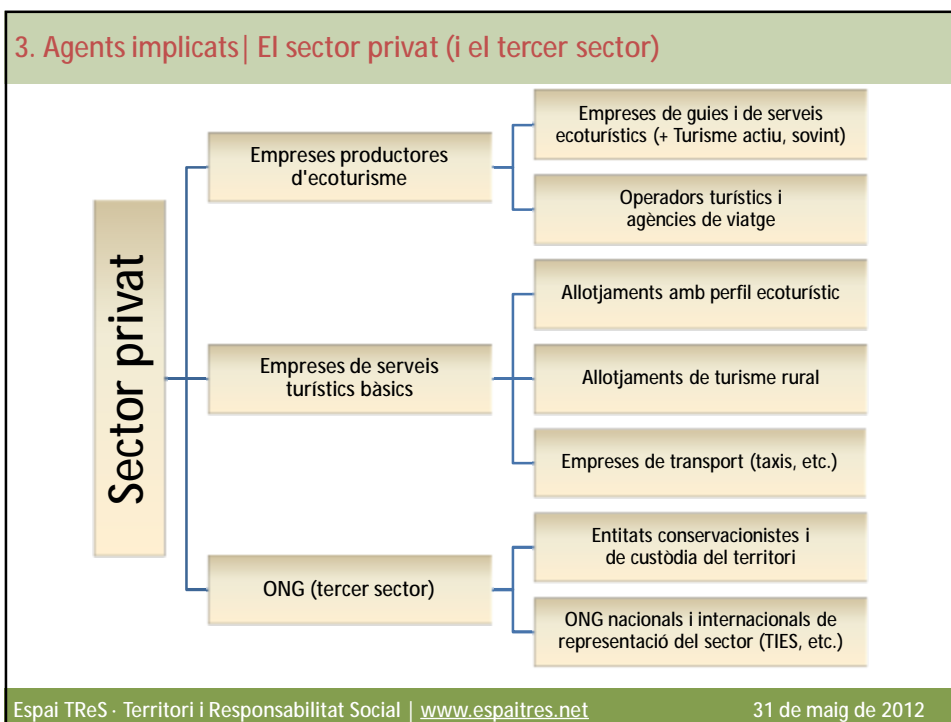 3. Agents implicats| El sector privat (i el tercer sector)
Sector privat
Empreses productores
d'ecoturisme
Empreses de guies i de serveis
ecoturístics (+ Turisme actiu, sovint)
Operadors turístics i
agències de viatge
Empreses de serveis
turístics bàsics
Allotjaments amb perfil ecoturístic
Allotjaments de turisme rural
Empreses de transport (taxis, etc.)
ONG (tercer sector)
Entitats conservacionistes i
de custòdia del territori
ONG nacionals i internacionals de
representació del sector (TIES, etc.)
Espai TReS · Territori i Responsabilitat Social | www.espaitres.net 31 de maig de 2012